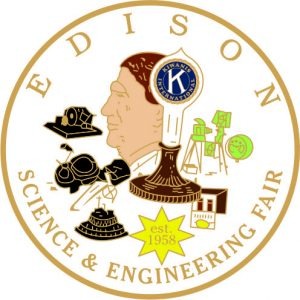 EDISON
KIWANIS
K
INTERNATIONAL
est.
1958
SCIENCE & ENGINEERING FAIR